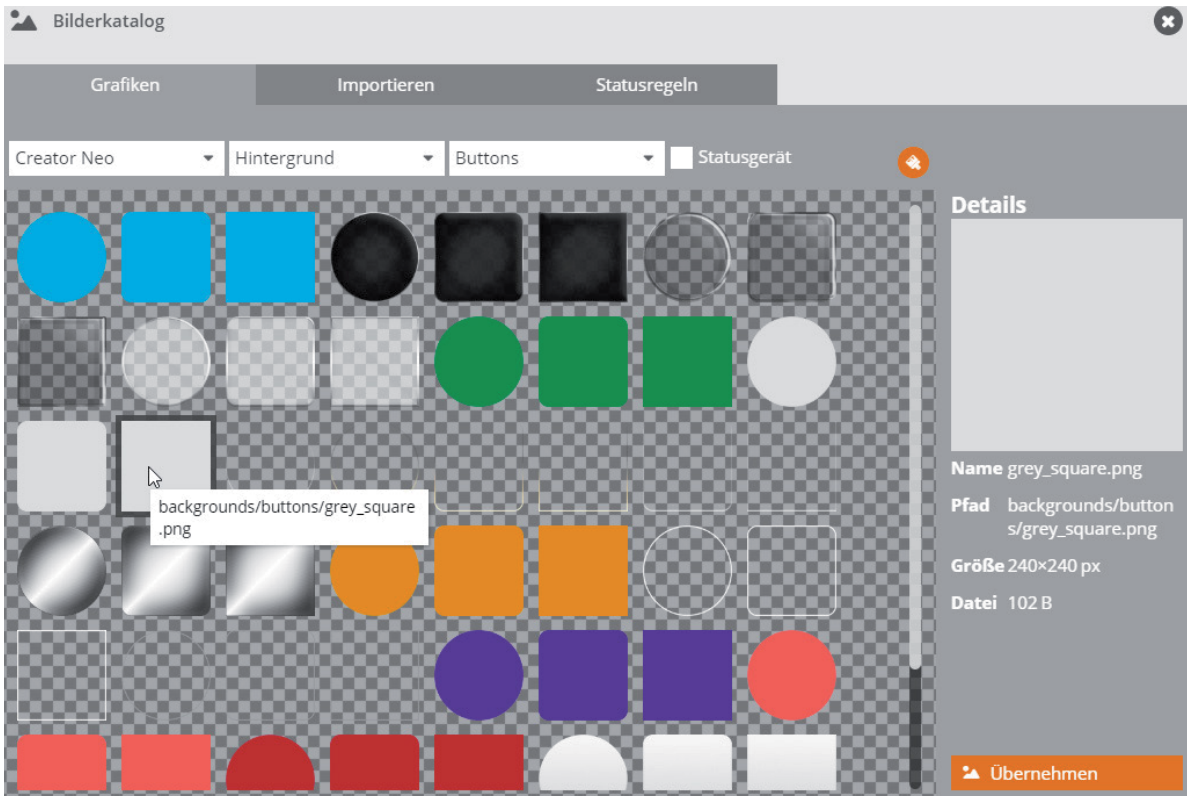 Bilderkatalog
Grafiken
Importieren
Statusregeln
Creator Neo
Hintergrund
Buttons
Statusgerät
Details
Name grey_square.png
Pfad backgrounds/button
s/grey_square.png
Größe 240×240 px
Datei 102 B
backgrounds/buttons/grey_square
.png
Übernehmen